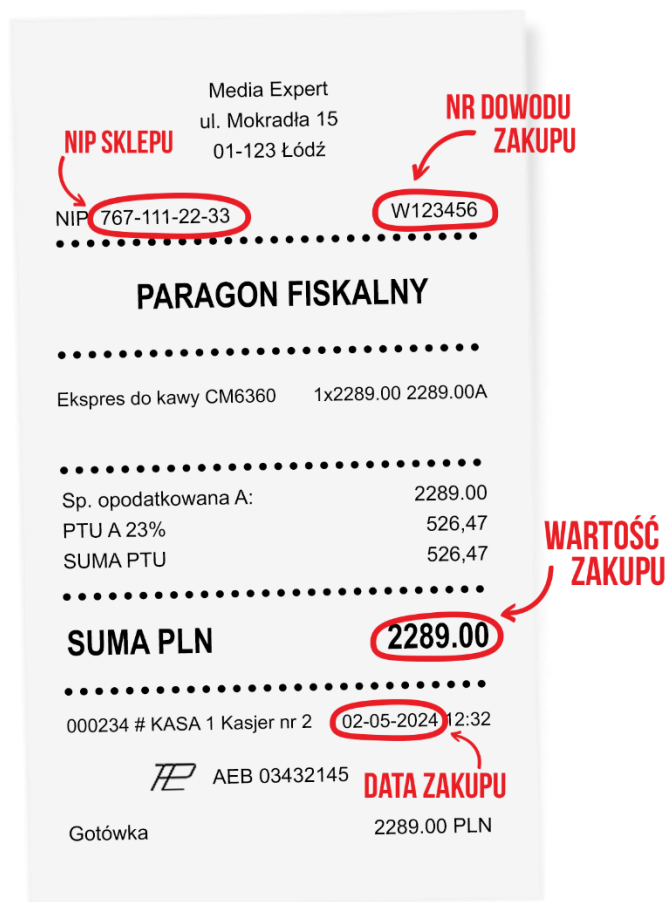 Media Expert
ul. Mokradła 15
01-123 Łódź
NIP SKLEPU
NR DOWODU
ZAKUPU
NIP 767-111-22-33 W123456
PARAGON FISKALNY
Ekspres do kawy CM6360 1x2289.00 2289.00A
Sp. opodatkowana A: 2289.00
PTU A 23% 526,47
SUMA PTU 526,47
WARTOŚĆ
ZAKUPU
SUMA PLN 2289.00
000234 # KASA 1 Kasjer nr 2 02-05-2024 12:32
AEB 03432145
DATA ZAKUPU
Gotówka 2289.00 PLN